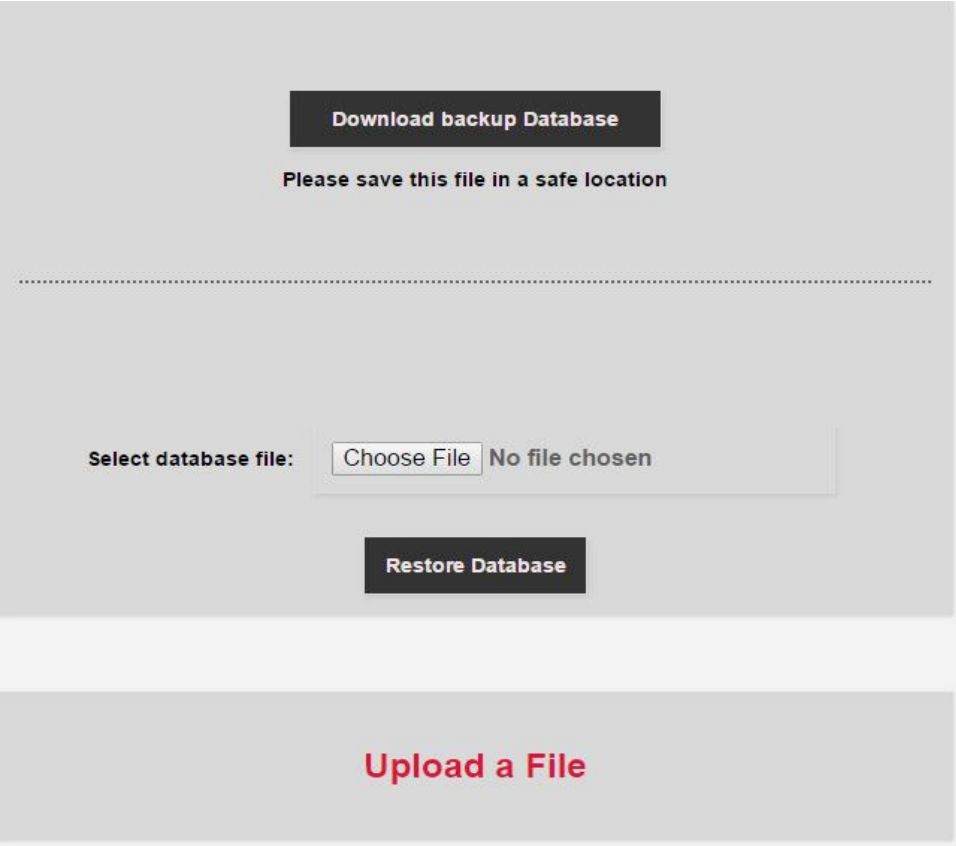 Download backup Database
Please save this file in a safe location
Select database file: Choose File No file chosen
Restore Database
Upload a File